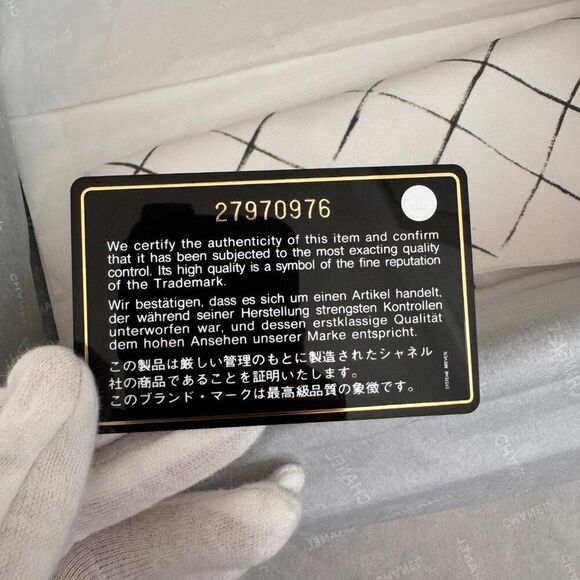 27970976
We certify the authenticity of this item and confirm
that it has been subjected to the most exacting quality
control. Its high quality is a symbol of the fine reputation
of the Trademark.
Wir bestätigen, dass es sich um einen Artikel handelt,
der während seiner Herstellung strengsten Kontrollen
unterworfen war, und dessen erstklassige Qualität
dem hohen Ansehen unserer Marke entspricht.
この製品は厳しい管理のもとに製造されたシャネル
社の商品であることを証明いたします。
このブランド・マークは最高級品質の象徴です。
CHANEL
CHANEL
CHANEL
CHANEL
CHANEL